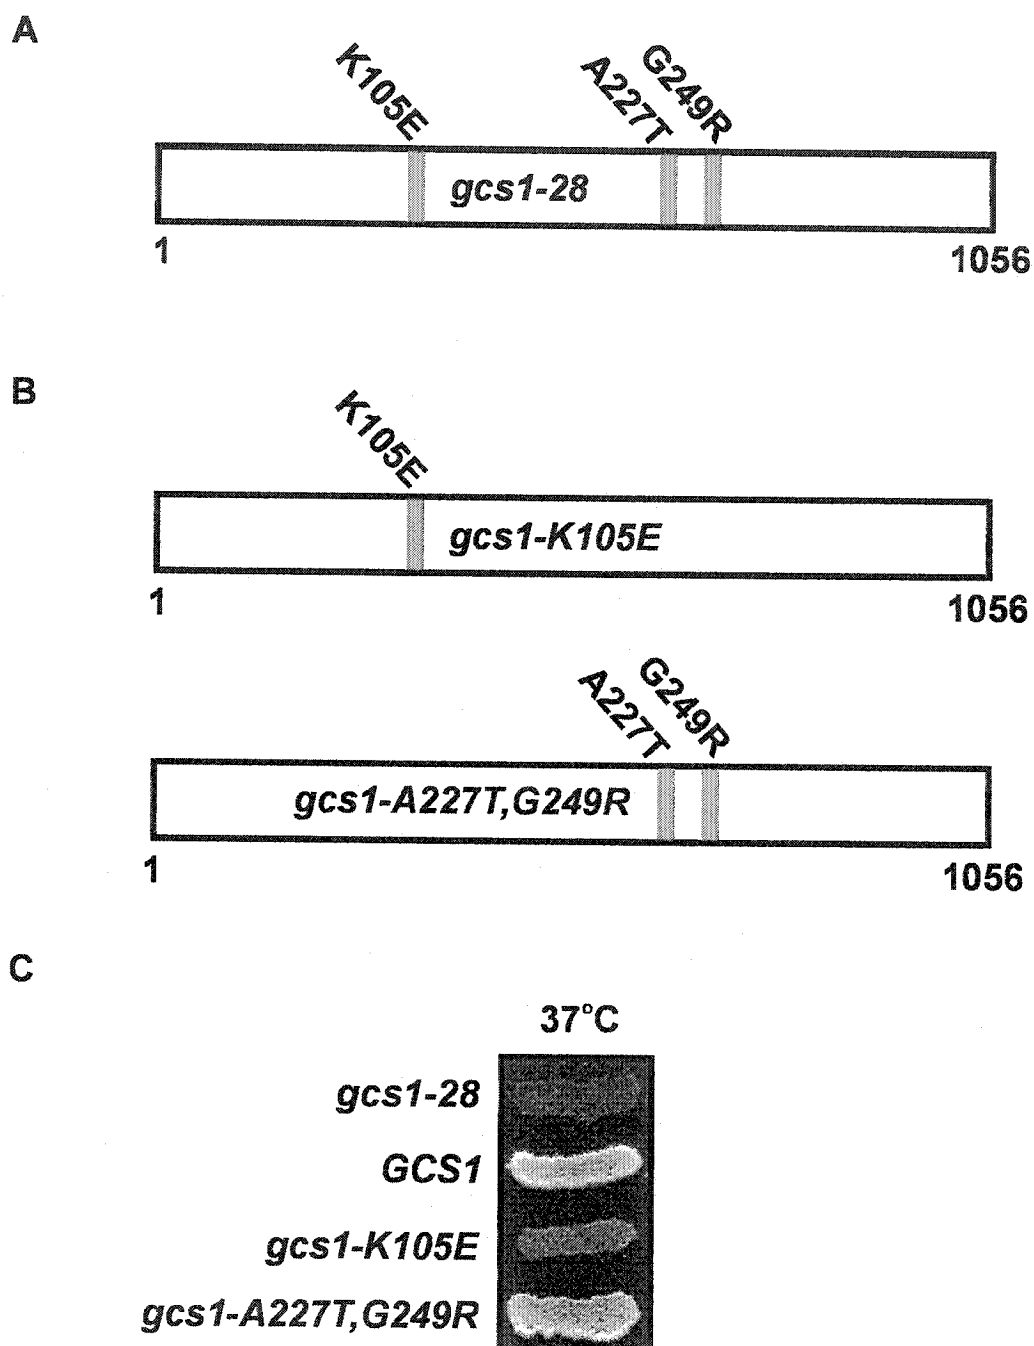 A
K105E
A227T
G249R
gcs1-28
1
1056
B
K105E
gcs1-K105E
1
1056
A227T
G249R
gcs1-A227T,G249R
1
1056
C
37°C
gcs1-28
GCS1
gcs1-K105E
gcs1-A227T,G249R